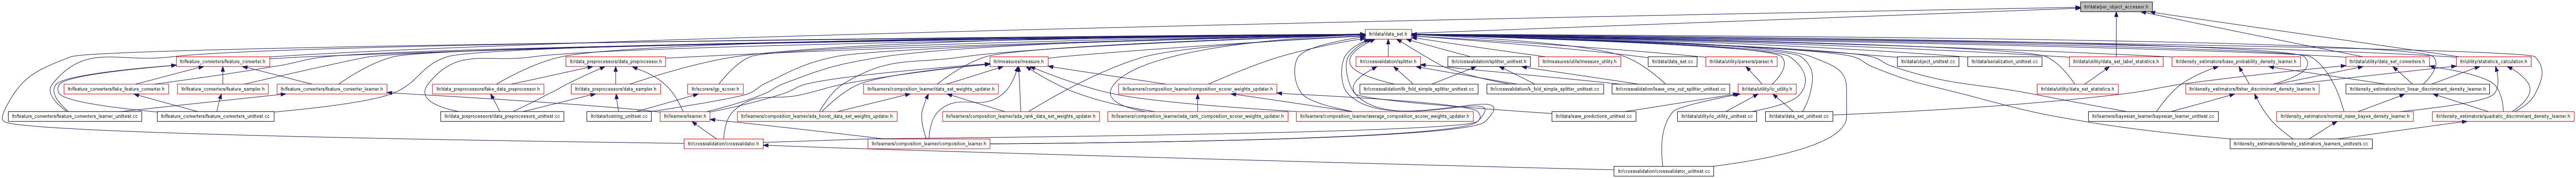 ltr/data/per_object_accessor.h
ltr/data/data_set.h
ltr/feature_converters/feature_converter.h
ltr/data_preprocessors/data_preprocessor.h
ltr/measures/measure.h
ltr/crossvalidation/splitter.h
ltr/crossvalidation/splitter_unittest.cc
ltr/measures/utils/measure_utility.h
ltr/data/data_set.cc
ltr/data/utility/parsers/parser.h
ltr/data/object_unittest.cc
ltr/data/serialization_unittest.cc
ltr/data/utility/data_set_label_statistics.h
ltr/density_estimators/base_probability_density_learner.h
ltr/data/utility/data_set_converters.h
ltr/utility/statistics_calculation.h
ltr/feature_converters/fake_feature_converter.h
ltr/feature_converters/feature_sampler.h
ltr/feature_converters/feature_converter_learner.h
ltr/data_preprocessors/fake_data_preprocessor.h
ltr/data_preprocessors/data_sampler.h
ltr/scorers/gp_scorer.h
ltr/learners/composition_learner/data_set_weights_updater.h
ltr/learners/composition_learner/composition_scorer_weights_updater.h
ltr/crossvalidation/tk_fold_simple_splitter_unittest.cc
ltr/crossvalidation/k_fold_simple_splitter_unittest.cc
ltr/crossvalidation/leave_one_out_splitter_unittest.cc
ltr/data/utility/io_utility.h
ltr/data/utility/data_set_statistics.h
ltr/density_estimators/fisher_discriminant_density_learner.h
ltr/density_estimators/non_linear_discriminant_density_learner.h
ltr/feature_converters/feature_converters_learner_unittest.cc
ltr/feature_converters/feature_converters_unittest.cc
ltr/data_preprocessors/data_preprocessors_unittest.cc
ltr/data/tostring_unittest.cc
ltr/learners/learner.h
ltr/learners/composition_learner/ada_boost_data_set_weights_updater.h
ltr/learners/composition_learner/ada_rank_data_set_weights_updater.h
ltr/learners/composition_learner/ada_rank_composition_scorer_weights_updater.h
ltr/learners/composition_learner/average_composition_scorer_weights_updater.h
ltr/data/save_predictions_unittest.cc
ltr/data/utility/io_utility_unittest.cc
ltr/data/data_set_unittest.cc
ltr/learners/bayesian_learner/bayesian_learner_unittest.cc
ltr/density_estimators/normal_naive_bayes_density_learner.h
ltr/density_estimators/quadratic_discriminant_density_learner.h
ltr/crossvalidation/crossvalidator.h
ltr/learners/composition_learner/composition_learner.h
ltr/density_estimators/density_estimators_learners_unittests.cc
ltr/crossvalidation/crossvalidator_unittest.cc